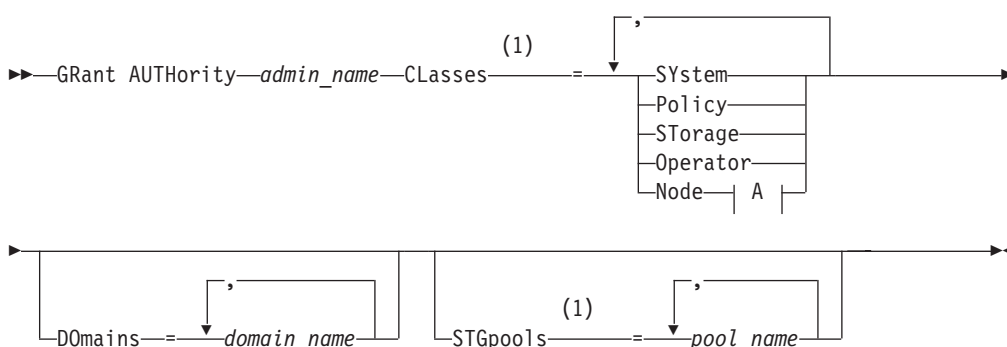 ,
(1)
GRant AUTHority admin_name CLasses = SYstem
Policy
STorage
Operator
Node A
, ,
(1)
DOmains = domain_name STGpools = pool_name